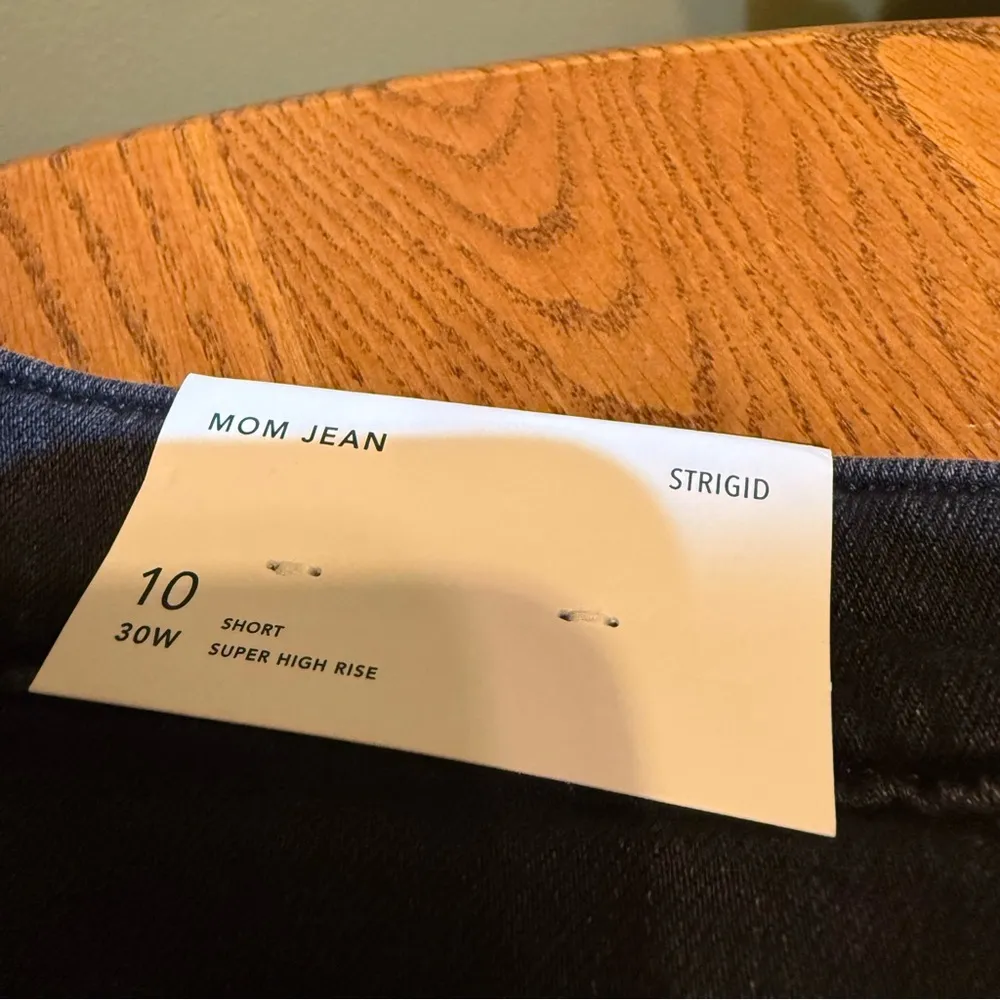 MOM JEAN
STRIGID
10
30W
SHORT
SUPER HIGH RISE